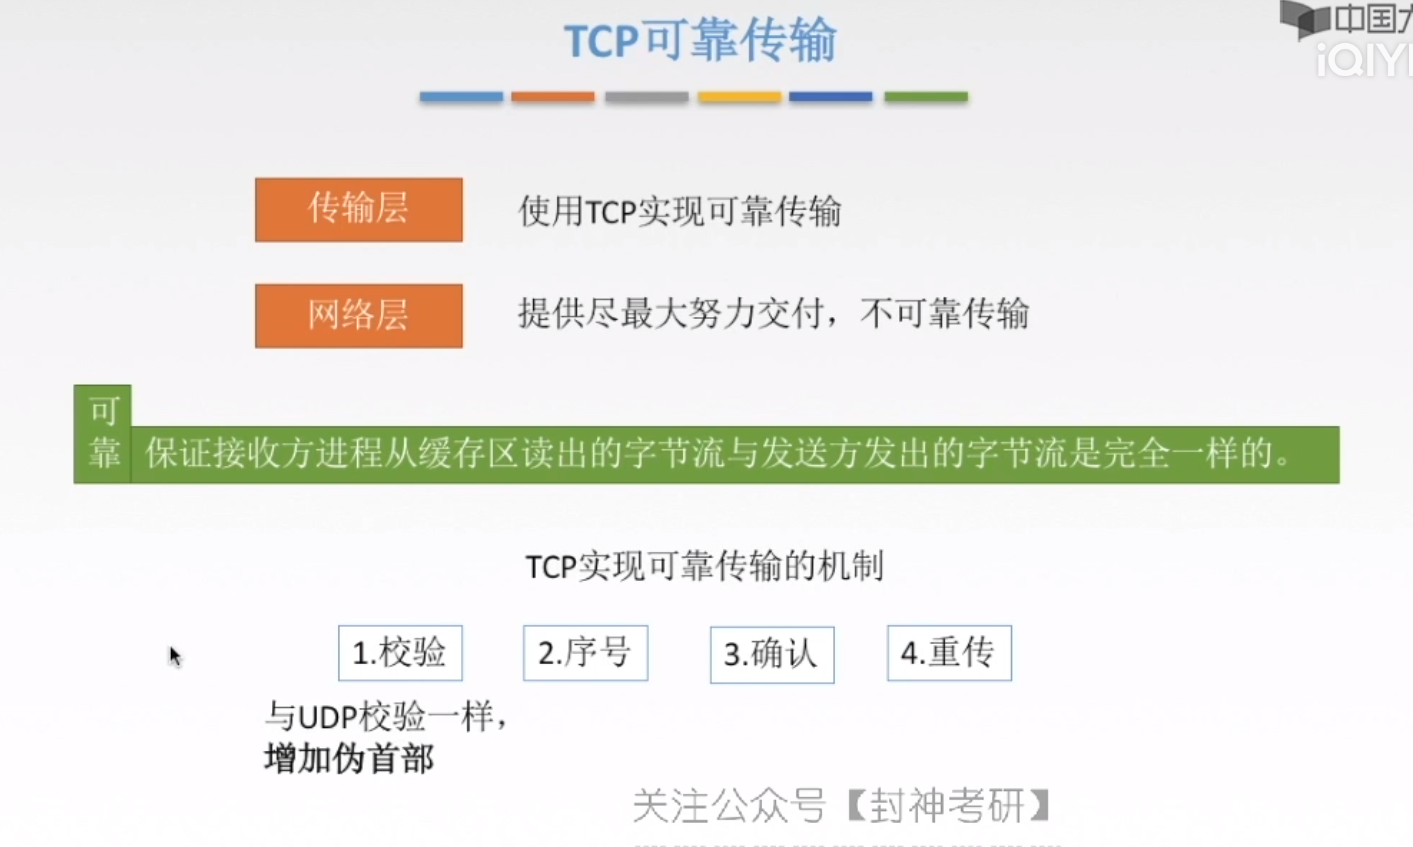 TCP可靠传输
中国
iQIYI
传输层
使用TCP实现可靠传输
网络层
提供尽最大努力交付，不可靠传输
可靠
保证接收方进程从缓存区读出的字节流与发送方发出的字节流是完全一样的。
TCP实现可靠传输的机制
1.校验
2.序号
3.确认
4.重传
与UDP校验一样，
增加伪首部
关注公众号【封神考研】